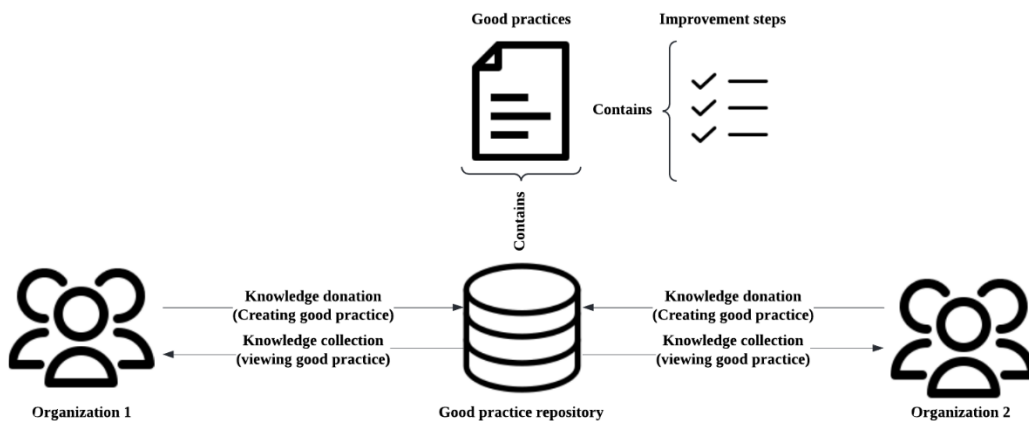 Good practices
Improvement steps
Contains
Contains
Knowledge donation
(Creating good practice)
Knowledge collection
(viewing good practice)
Knowledge donation
(Creating good practice)
Knowledge collection
(viewing good practice)
Organization 1
Good practice repository
Organization 2